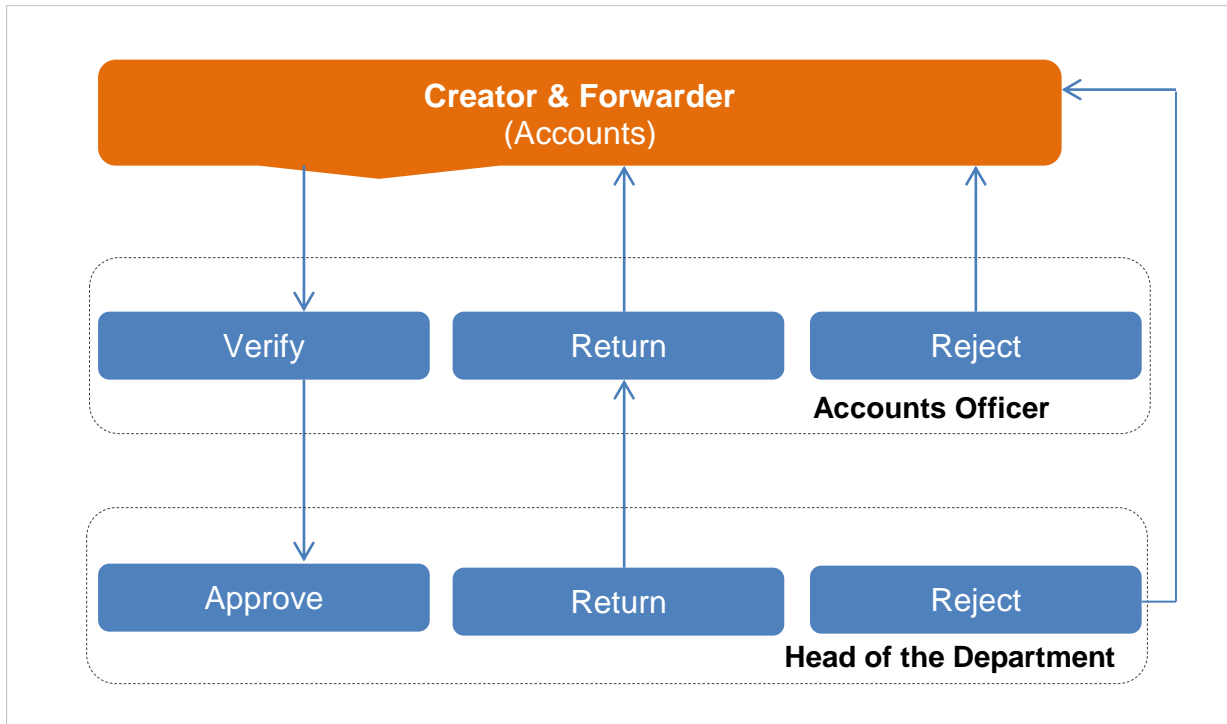 Creator & Forwarder
(Accounts)
Verify
Return
Reject
Accounts Officer
Approve
Return
Reject
Head of the Department